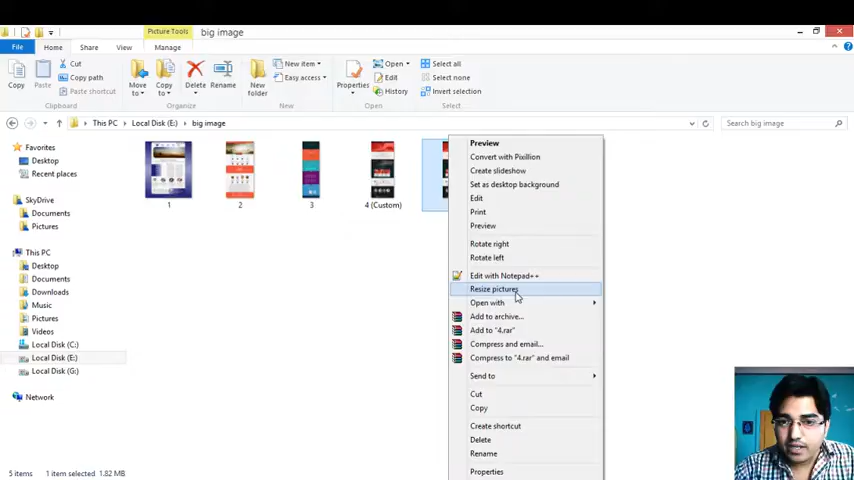 Picture Tools
big image
File
Home
Share
View
Manage
Copy
Paste
Cut
Copy path
Paste shortcut
Clipboard
Move to
Copy to
Delete
Rename
Organize
New folder
New item
Easy access
New
Properties
Open
Edit
History
Open
Select all
Select none
Invert selection
Select
This PC
Local Disk (E:)
big image
Search big image
Favorites
Desktop
Recent places
SkyDrive
Documents
Pictures
This PC
Desktop
Documents
Downloads
Music
Pictures
Videos
Local Disk (C:)
Local Disk (E:)
Local Disk (G:)
Network
1
2
3
4 (Custom)
Preview
Convert with Pixillion
Create slideshow
Set as desktop background
Edit
Print
Preview
Rotate right
Rotate left
Edit with Notepad++
Resize pictures
Open with
Add to archive...
Add to "4.rar"
Compress and email...
Compress to "4.rar" and email
Send to
Cut
Copy
Create shortcut
Delete
Rename
Properties
5 items
1 item selected 1.82 MB